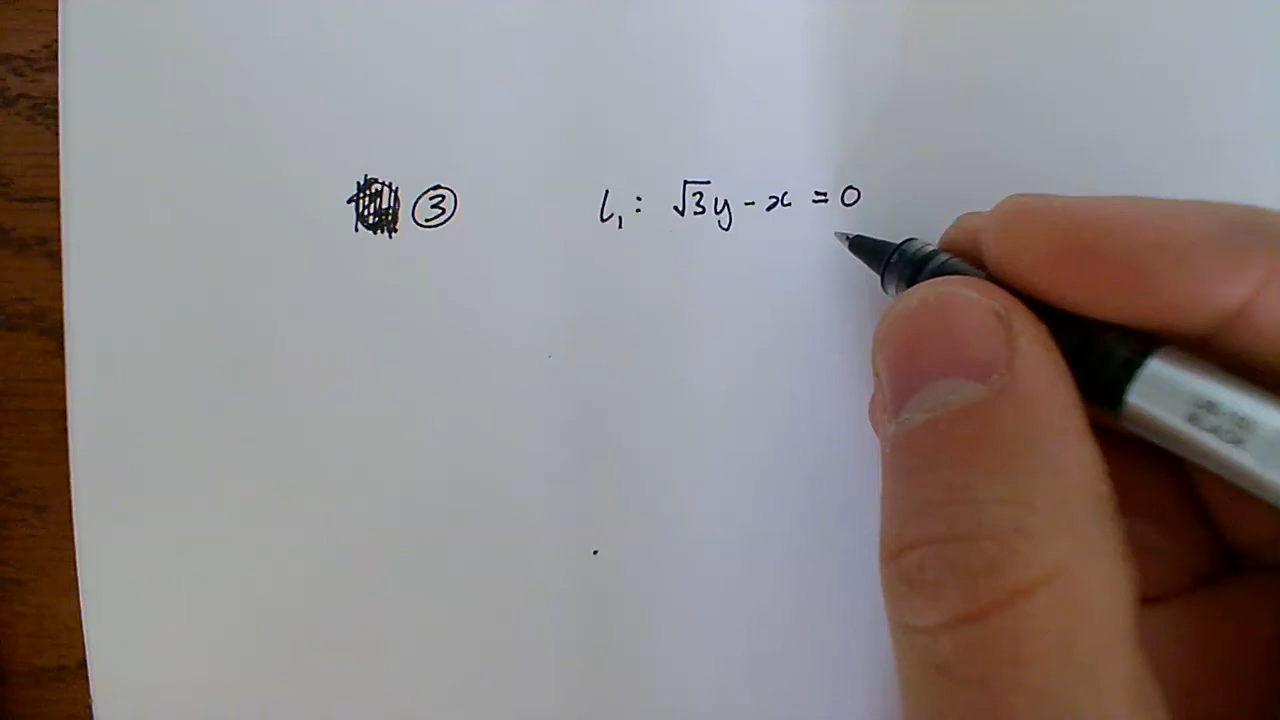 ③ l₁: √3y - x = 0